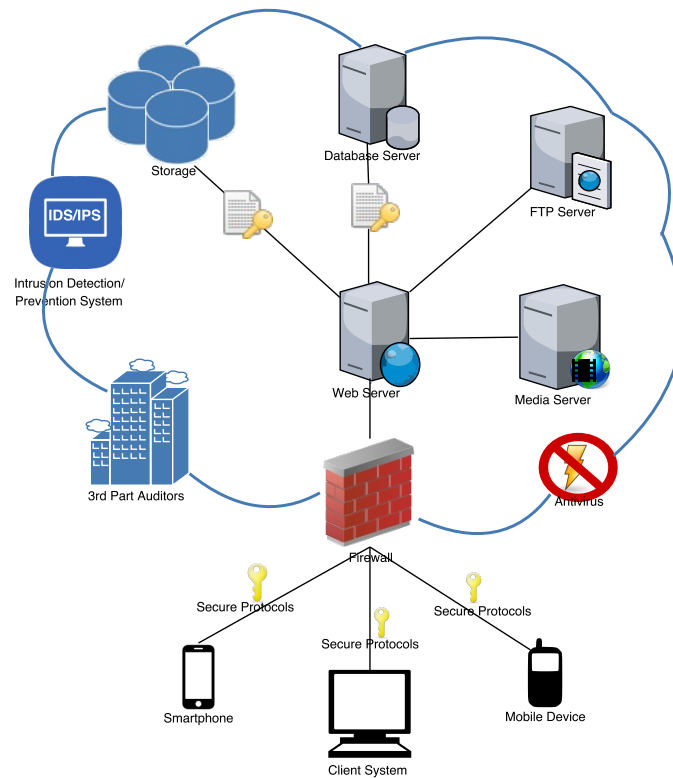 Database Server
Storage
IDS/IPS
FTP Server
Intrusion Detection/
Prevention System
Web Server
Media Server
3rd Part Auditors
Antivirus
Firewall
Secure Protocols
Secure Protocols
Secure Protocols
Smartphone
Mobile Device
Client System